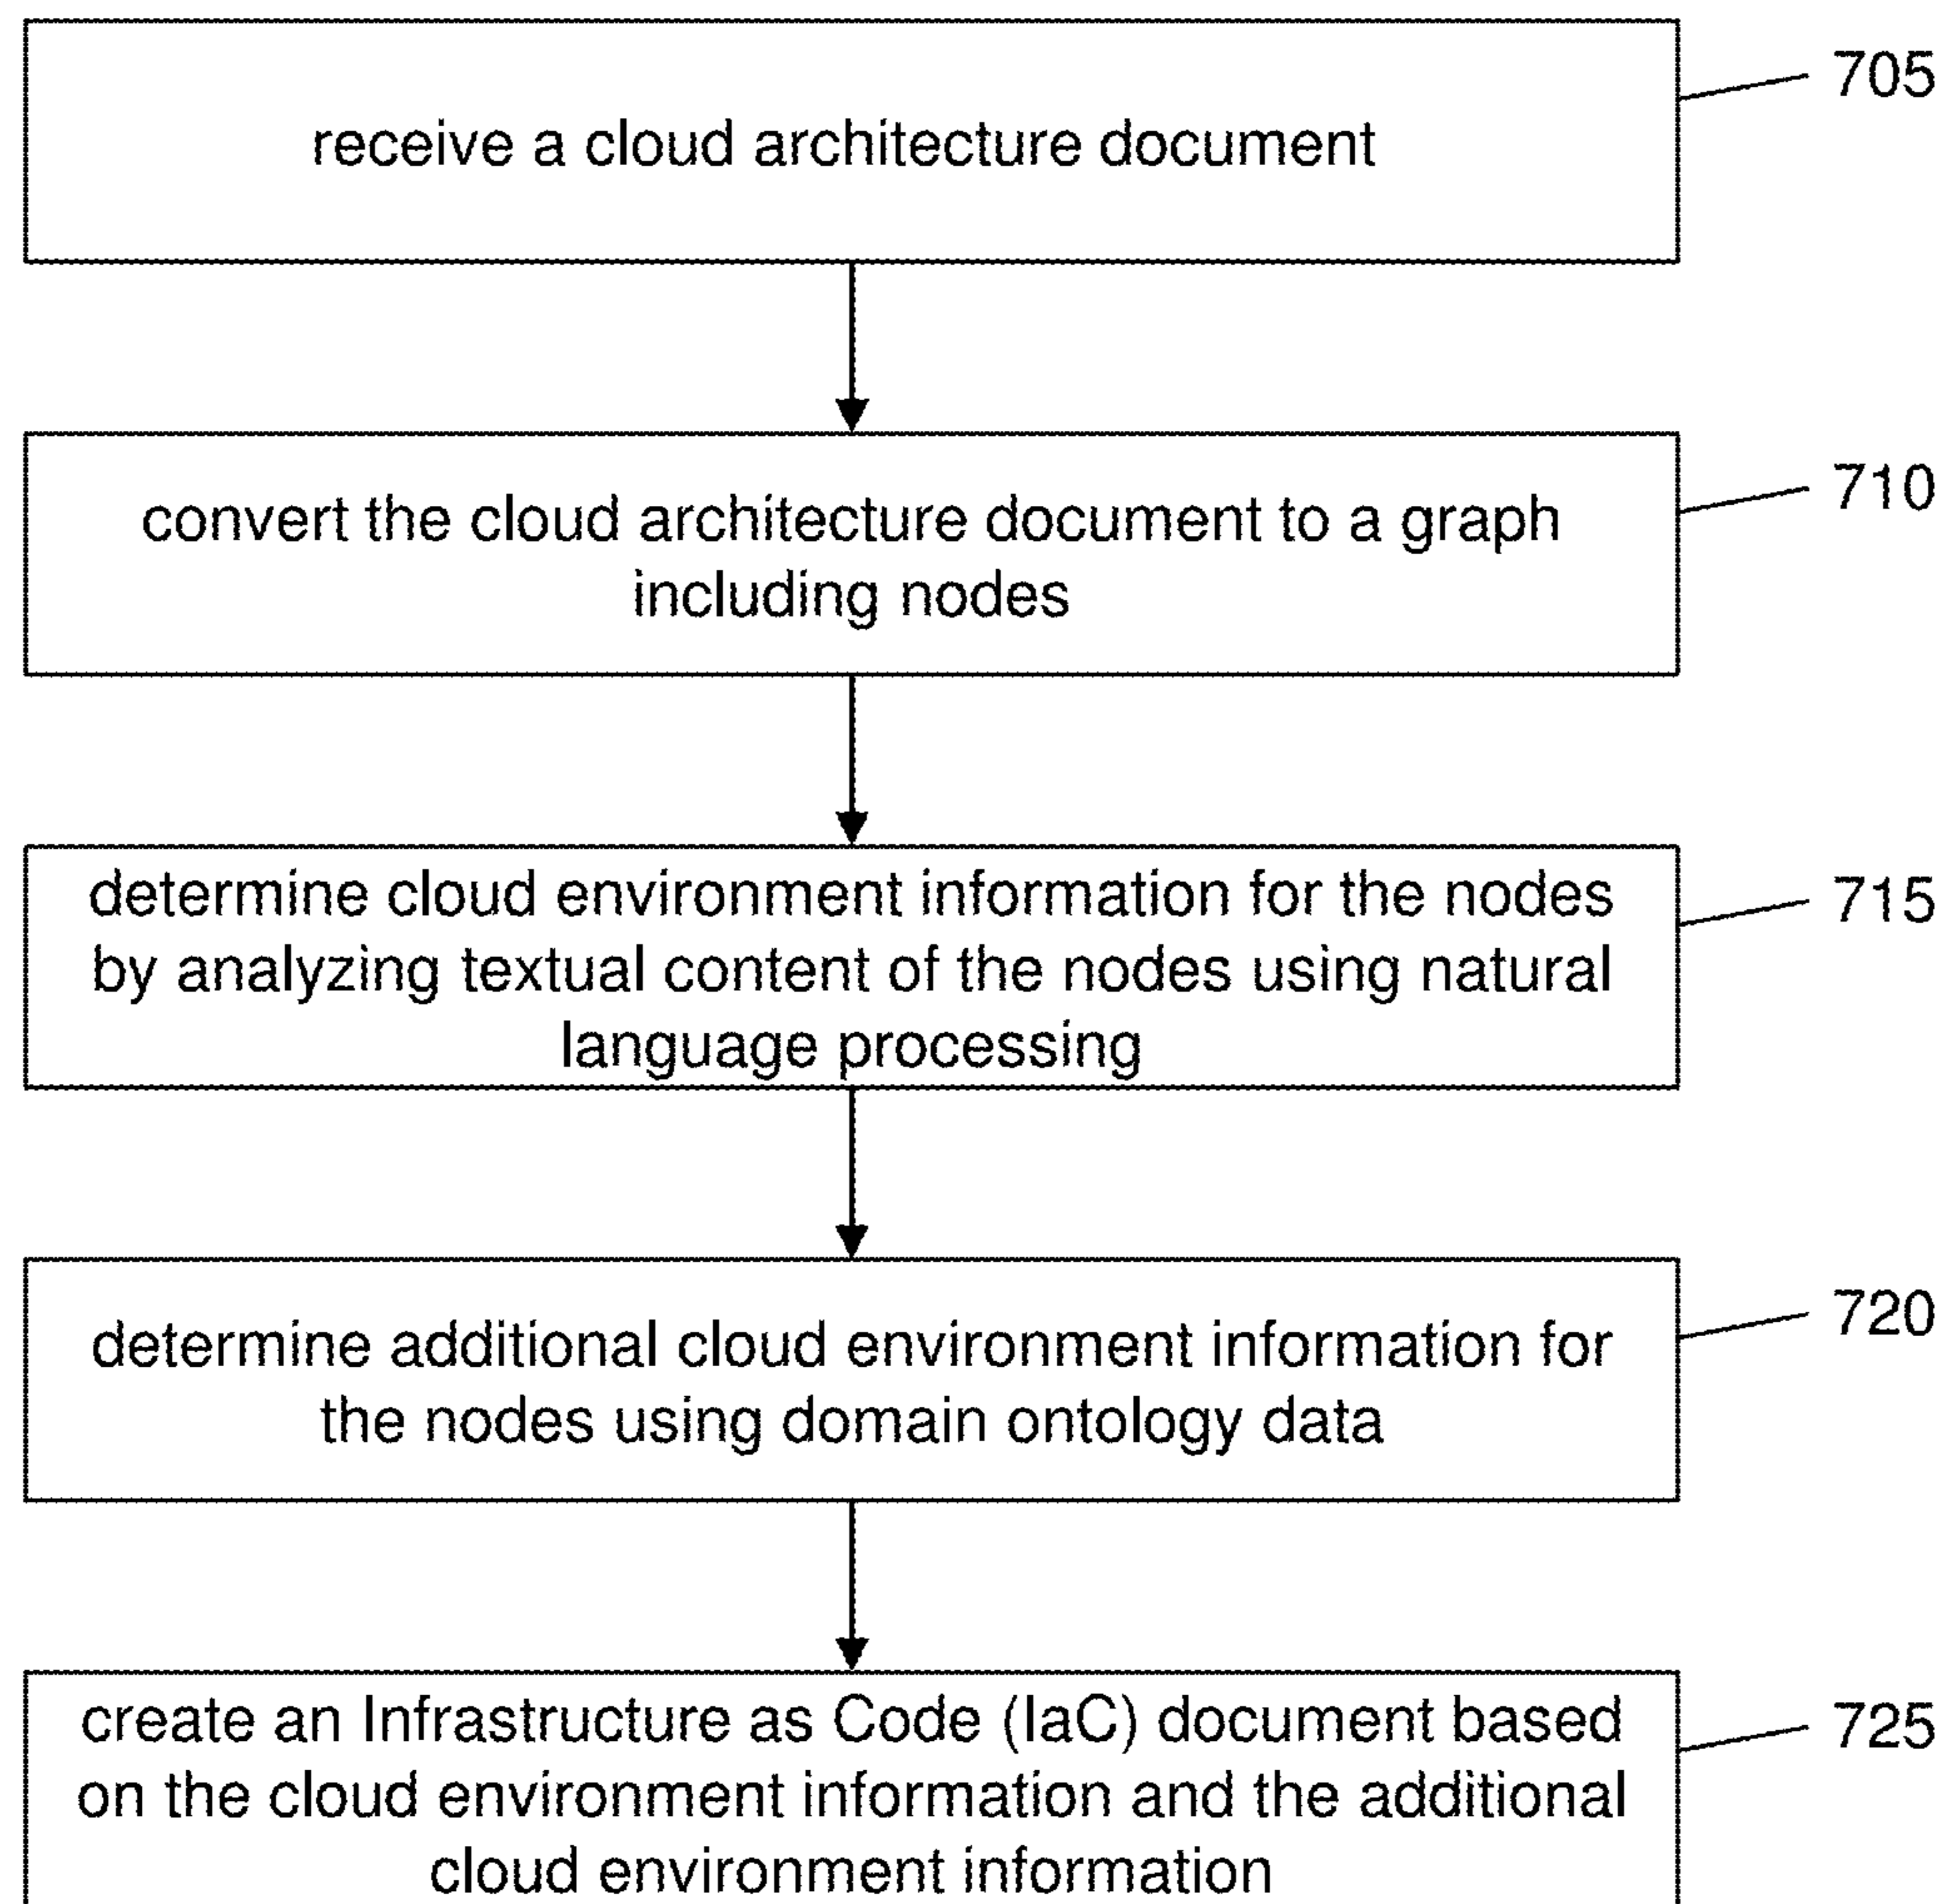 receive a cloud architecture document
705
convert the cloud architecture document to a graph
including nodes
710
determine cloud environment information for the nodes
by analyzing textual content of the nodes using natural
language processing
715
determine additional cloud environment information for
the nodes using domain ontology data
720
create an Infrastructure as Code (IaC) document based
on the cloud environment information and the additional
cloud environment information
725